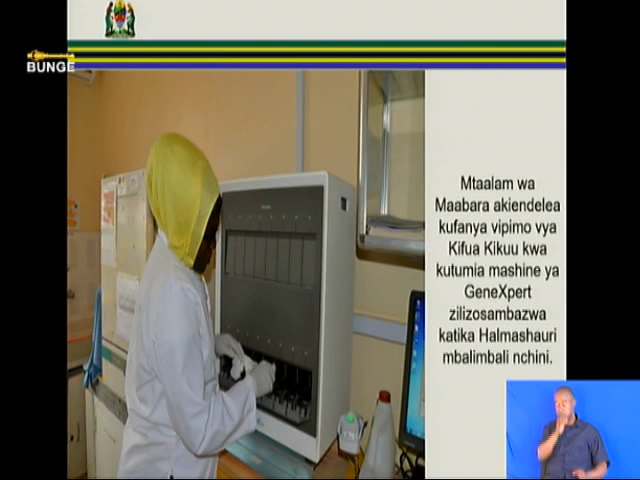 BUNGE
Mtaalam wa
Maabara akiendelea
kufanya vipimo vya
Kifua Kikuu kwa
kutumia mashine ya
GeneXpert
zilizosambazwa
katika Halmashauri
mbalimbali nchini.